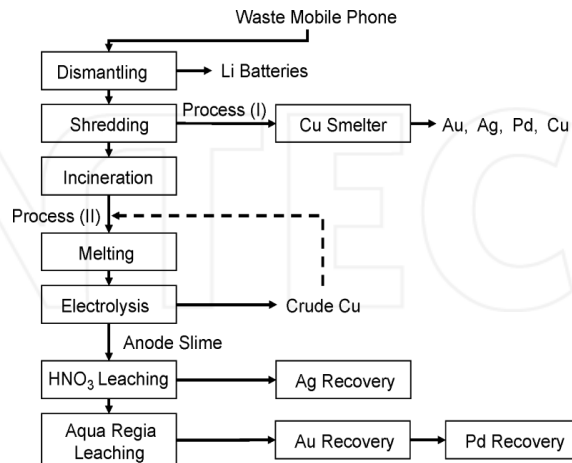 Waste Mobile Phone
Dismantling
Li Batteries
Process (I)
Shredding
Cu Smelter
Au, Ag, Pd, Cu
Incineration
Process (II)
Melting
Electrolysis
Crude Cu
Anode Slime
HNO₃ Leaching
Ag Recovery
Aqua Regia
Leaching
Au Recovery
Pd Recovery
NTEC